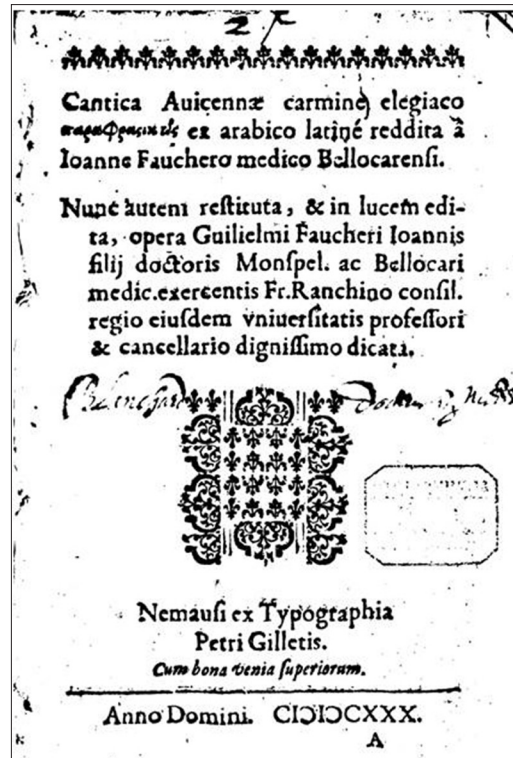 Cantica Auicennæ carmine elegiaco
παραφραςικῶς ex arabico latinè reddita à
Ioanne Fauchero medico Bellocarensi.
Nunc autem restituta, & in lucem edi-
ta, opera Guilielmi Faucheri Ioannis
filij doctoris Monspel. ac Bellocari
medic.exercentis Fr.Ranchino consil.
regio eiusdem vniuersitatis professori
& cancellario dignissimo dicata.
Nemausi ex Typographia
Petri Gilletis.
Cum bona venia superiorum.
Anno Domini. CIƆIƆCXXX.
A